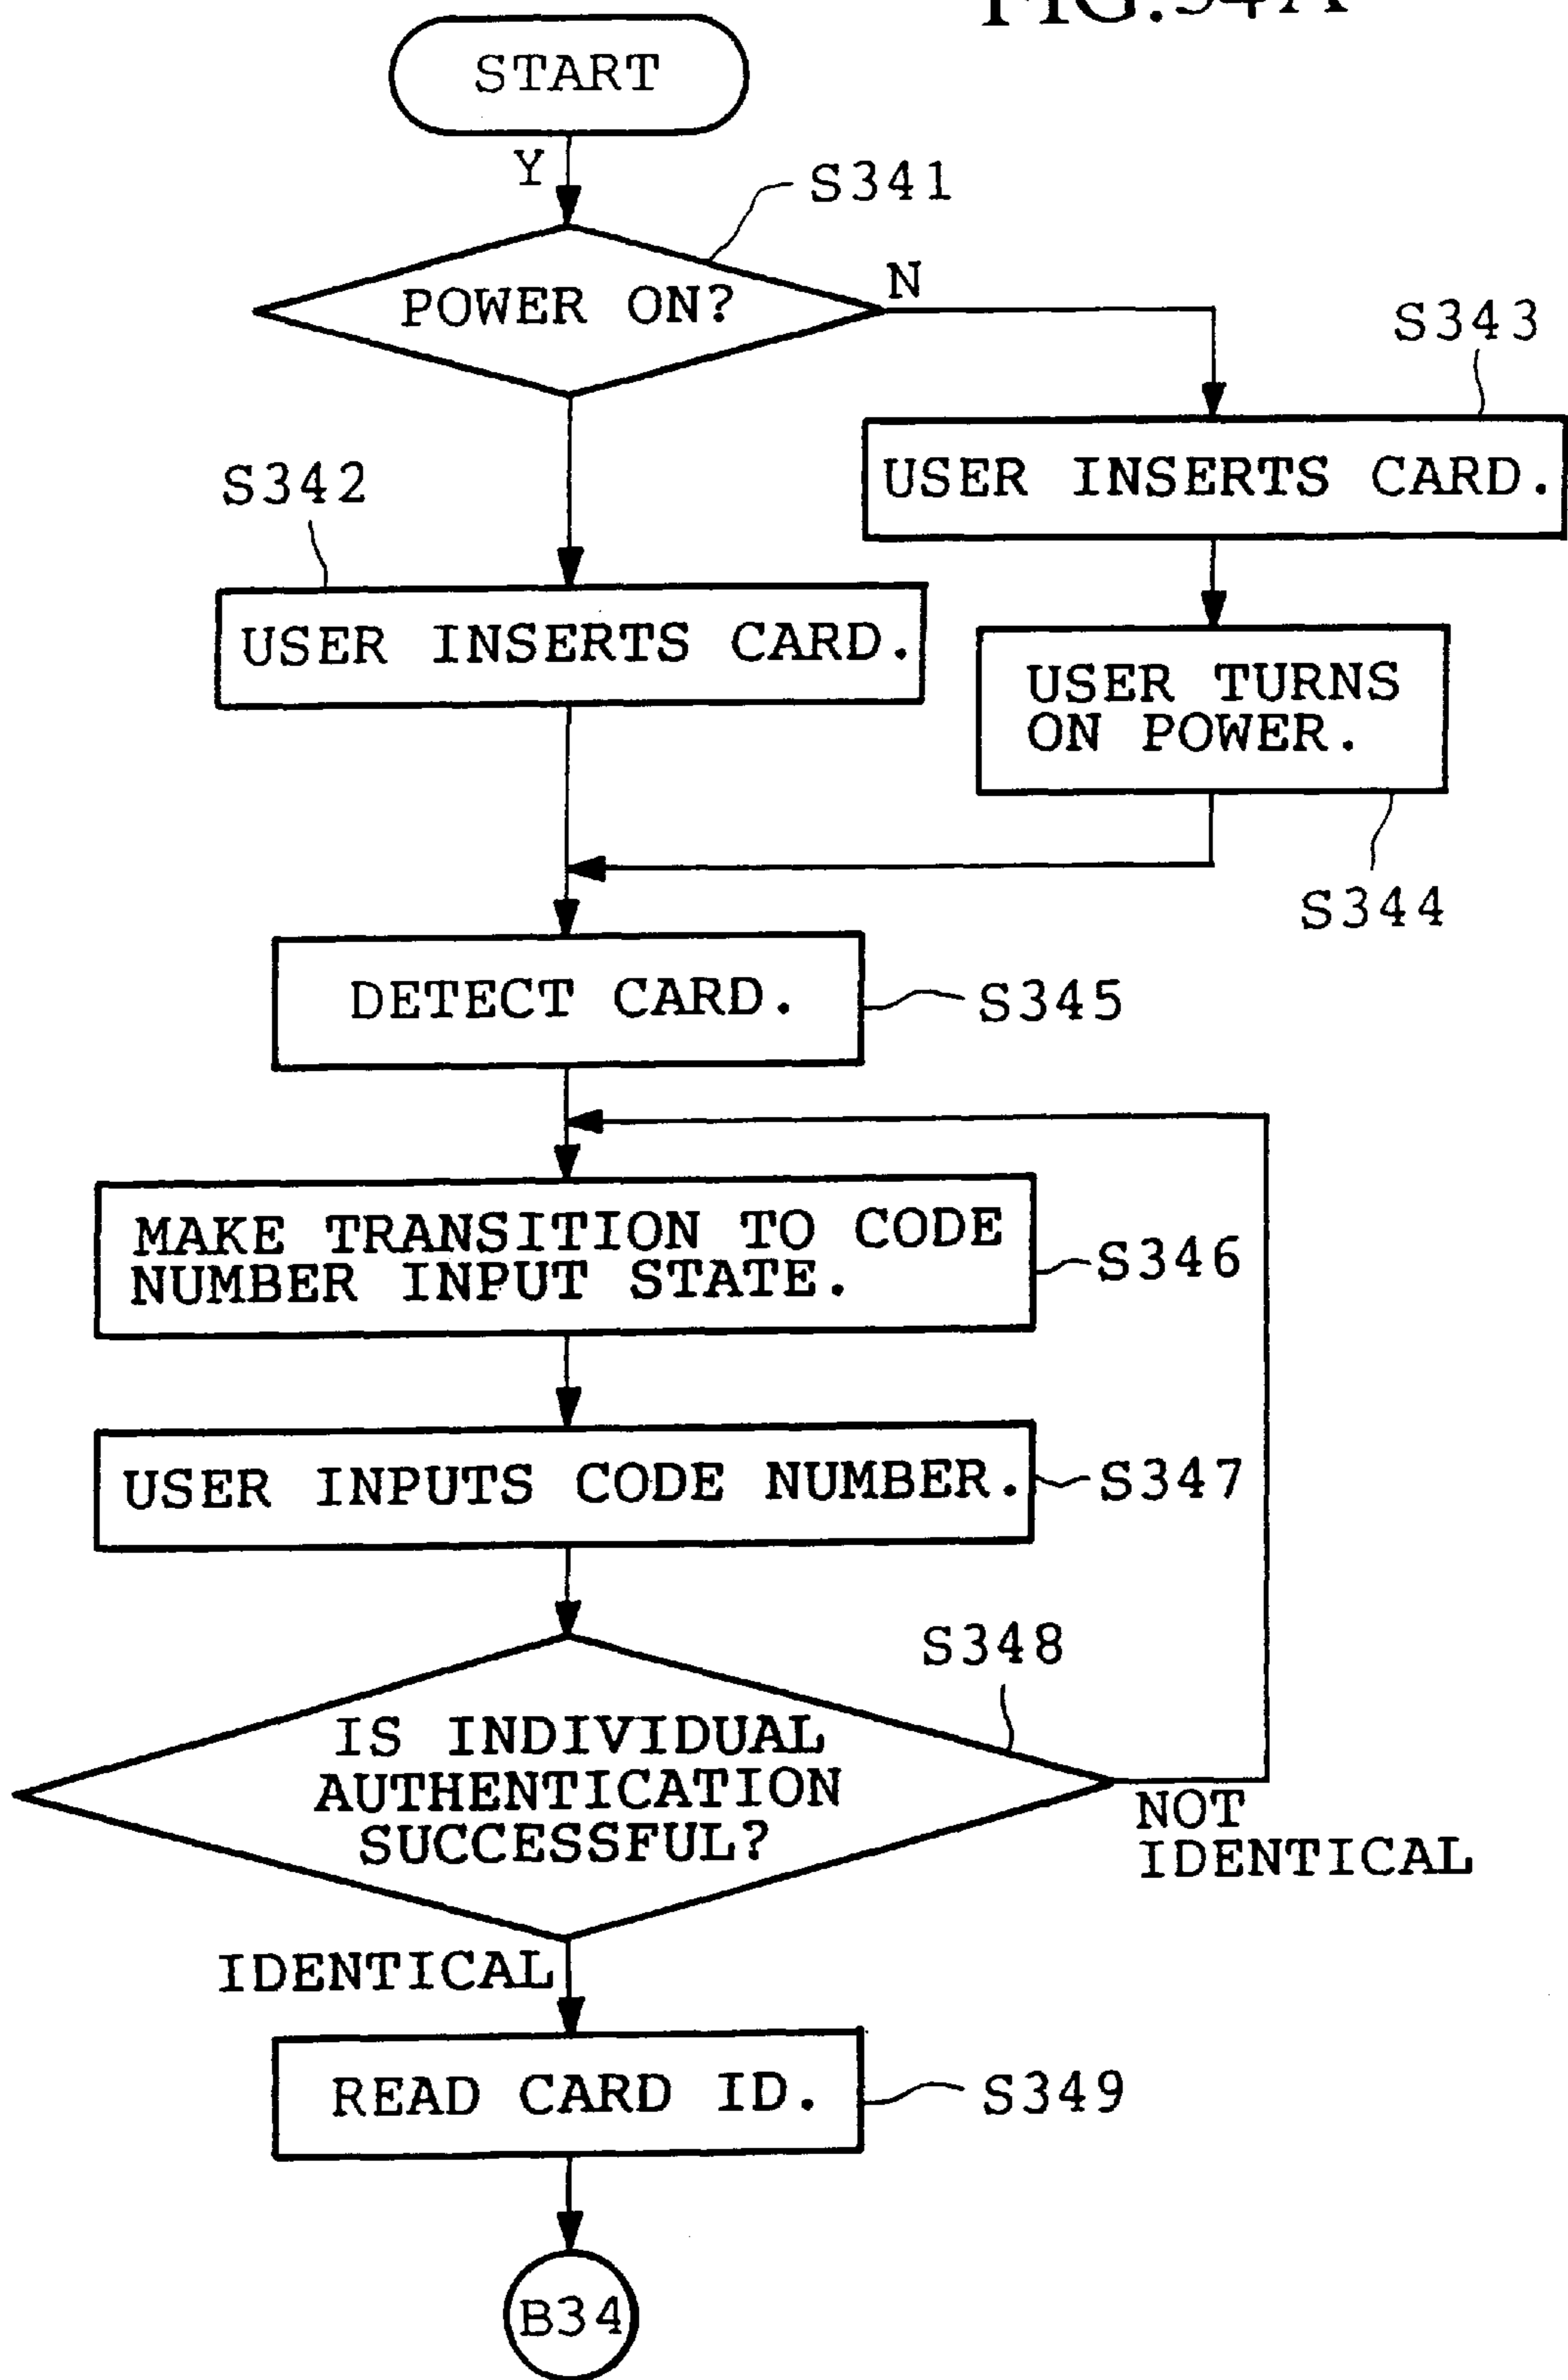 FIG.34A
START
Y
S341
POWER ON?
N
S343
USER INSERTS CARD.
S342
USER INSERTS CARD.
USER TURNS
ON POWER.
S344
DETECT CARD.
S345
MAKE TRANSITION TO CODE
NUMBER INPUT STATE.
S346
USER INPUTS CODE NUMBER.
S347
S348
IS INDIVIDUAL
AUTHENTICATION
SUCCESSFUL?
NOT
IDENTICAL
IDENTICAL
READ CARD ID.
S349
B34